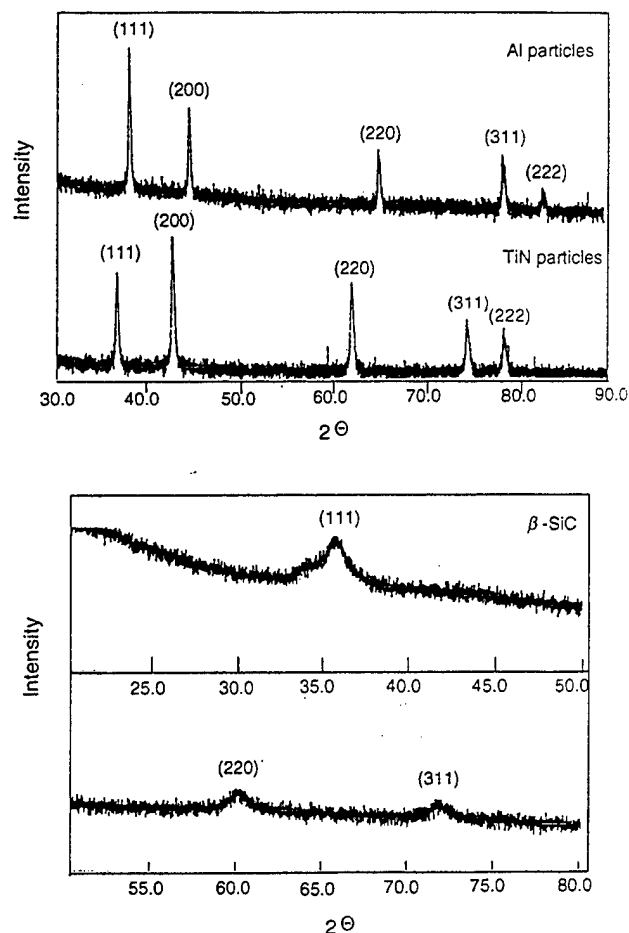 (111)
Al particles
(200)
(220)
(311)
(222)
Intensity
(200)
(111)
TiN particles
(220)
(311)
(222)
30.0 40.0 50.0 60.0 70.0 80.0 90.0
2 Θ
(111)
β -SiC
Intensity
25.0 30.0 35.0 40.0 45.0 50.0
(220)
(311)
55.0 60.0 65.0 70.0 75.0 80.0
2 Θ